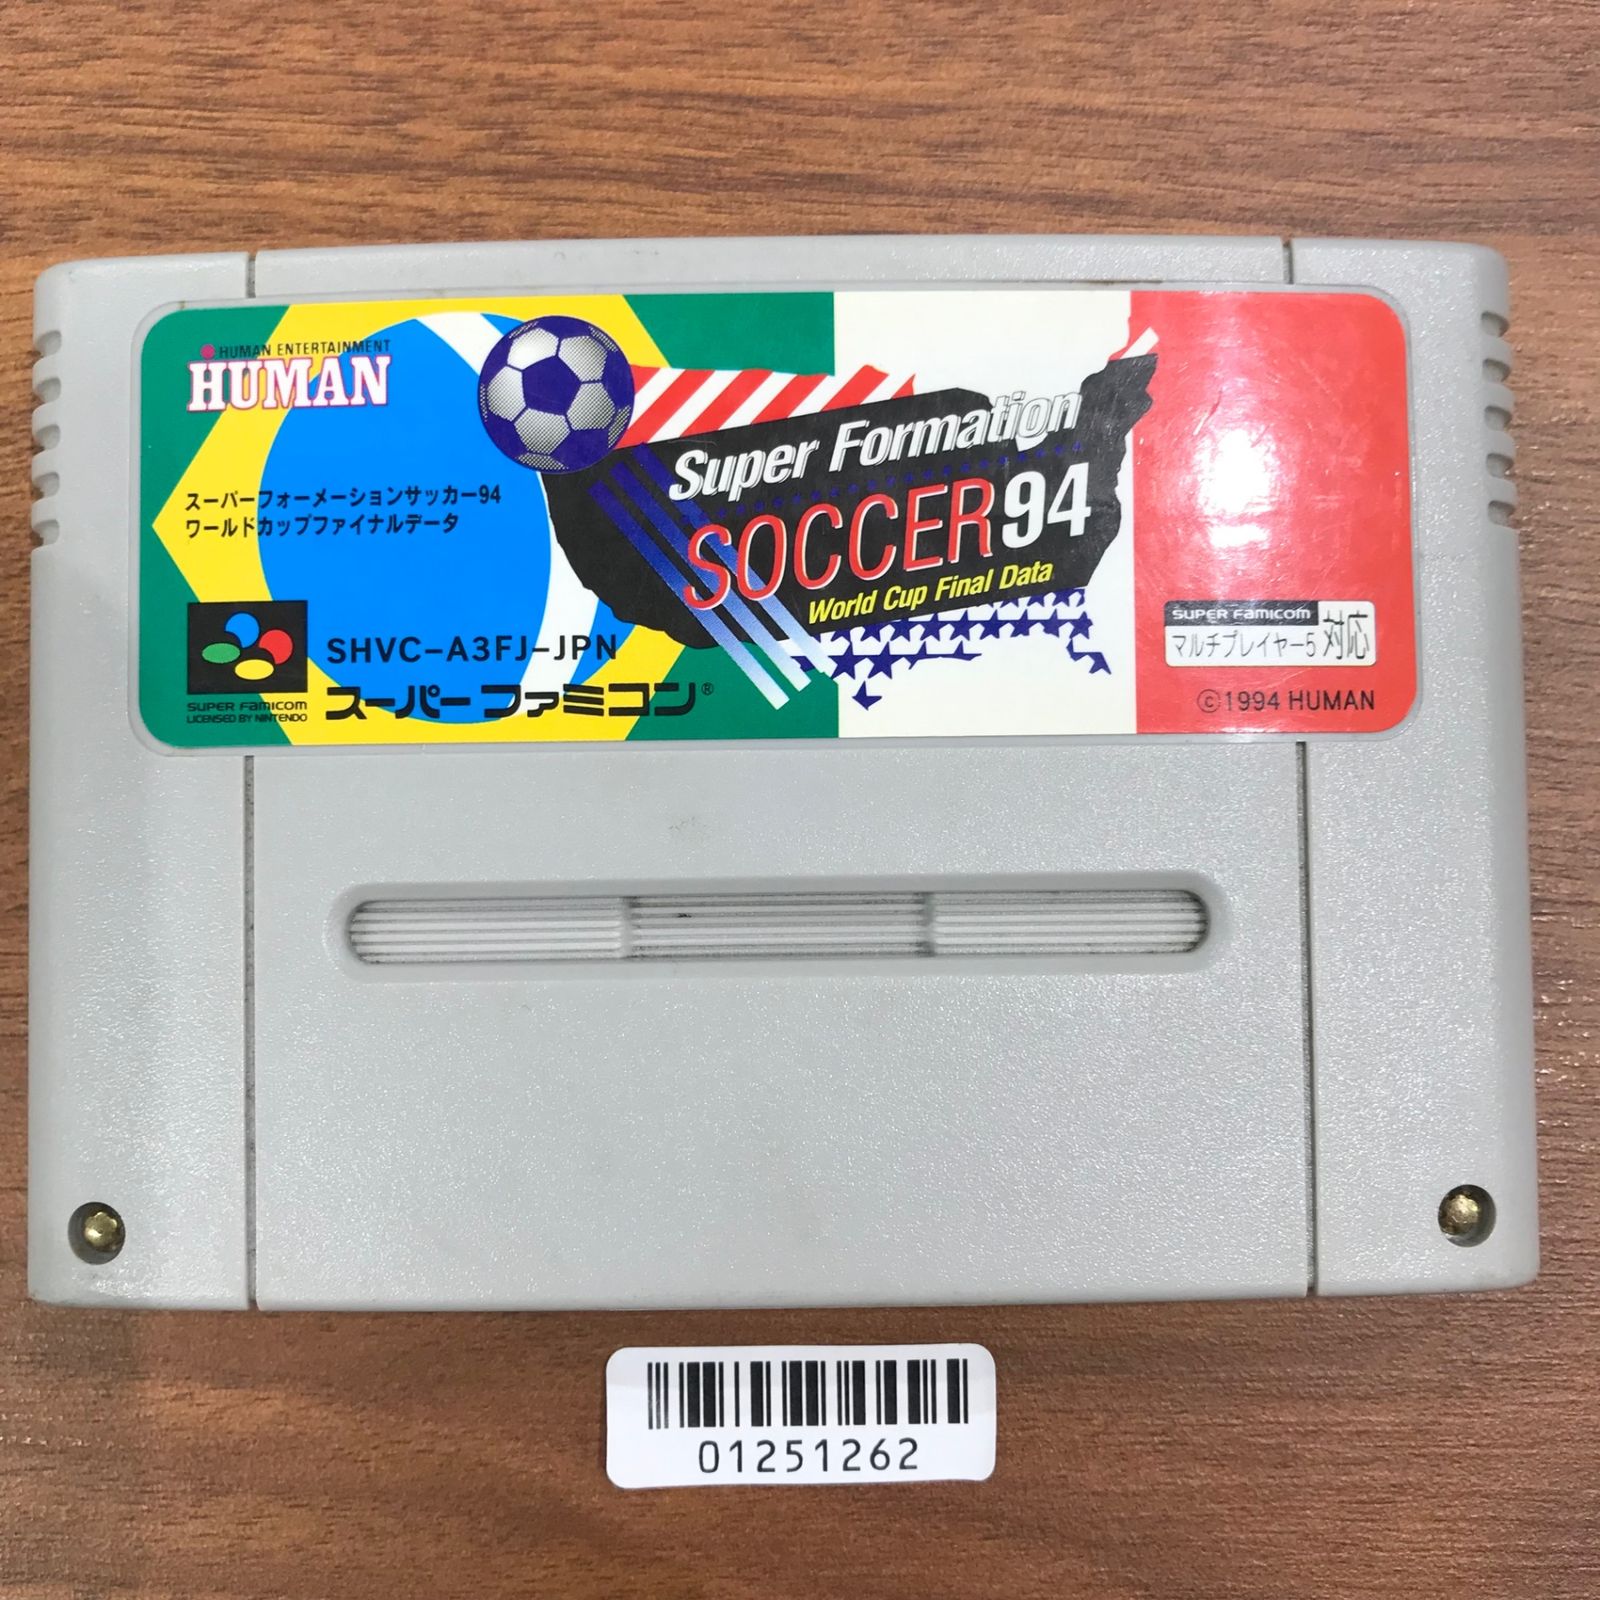 HUMAN ENTERTAINMENT
HUMAN
スーパーフォーメーションサッカー94
ワールドカップファイナルデータ
Super Formation
SOCCER94
World Cup Final Data
SHVC-A3FJ-JPN
SUPER FAMICOM
LICENSED BY NINTENDO
スーパーファミコン®
SUPER FAMICOM
マルチプレイヤー5 対応
©1994 HUMAN
01251262